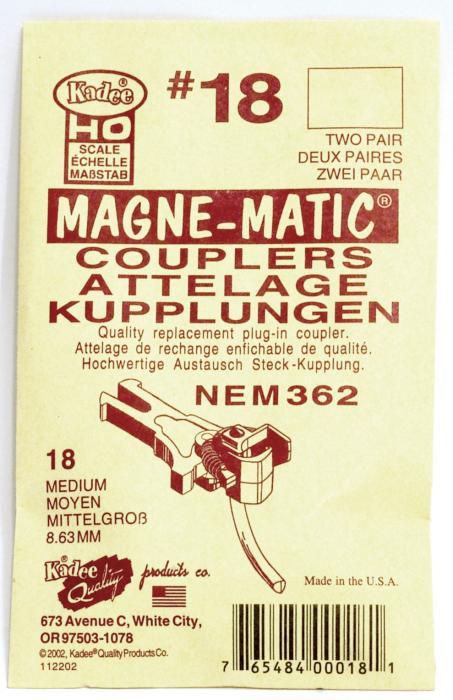 Kadee®
HO
SCALE
ÉCHELLE
MAßSTAB
#18
TWO PAIR
DEUX PAIRES
ZWEI PAAR
MAGNE-MATIC®
COUPLERS
ATTELAGE
KUPPLUNGEN
Quality replacement plug-in coupler.
Attelage de rechange enfichable de qualité.
Hochwertige Austausch Steck-Kupplung.
NEM362
18
MEDIUM
MOYEN
MITTELGROß
8.63MM
Kadee Quality products co.
Made in the U.S.A.
673 Avenue C, White City,
OR 97503-1078
©2002, Kadee® Quality Products Co.
112202
7 65484 00018 1